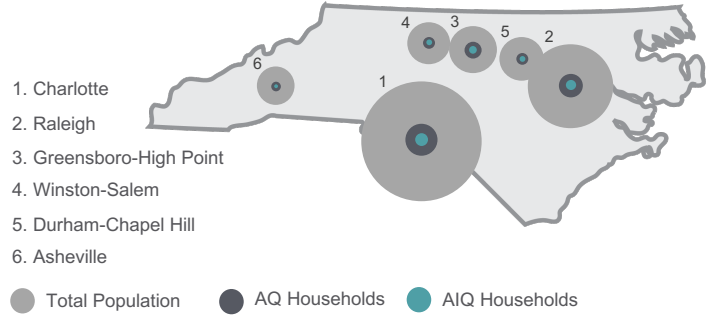 4
3
5
2
6
1
1. Charlotte
2. Raleigh
3. Greensboro-High Point
4. Winston-Salem
5. Durham-Chapel Hill
6. Asheville
Total Population
AQ Households
AIQ Households